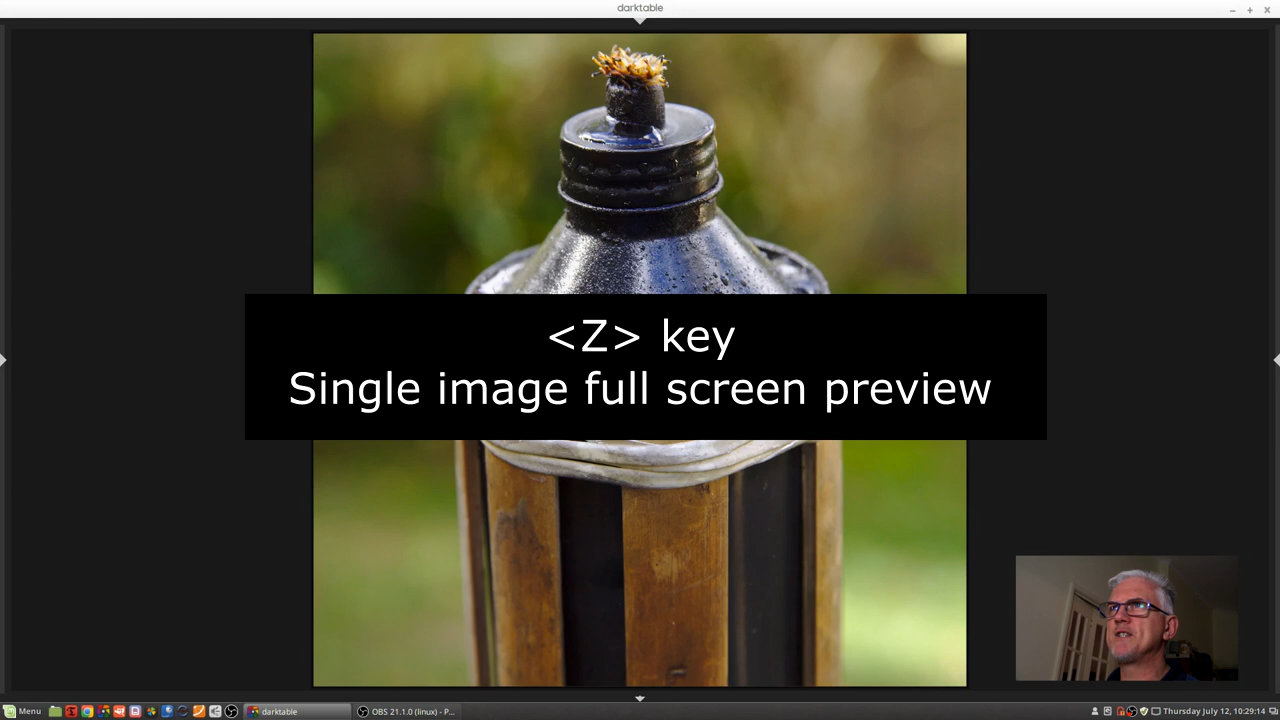 darktable
<Z> key
Single image full screen preview
Menu
darktable
OBS 21.1.0 (linux) - P...
Thursday July 12, 10:29:14